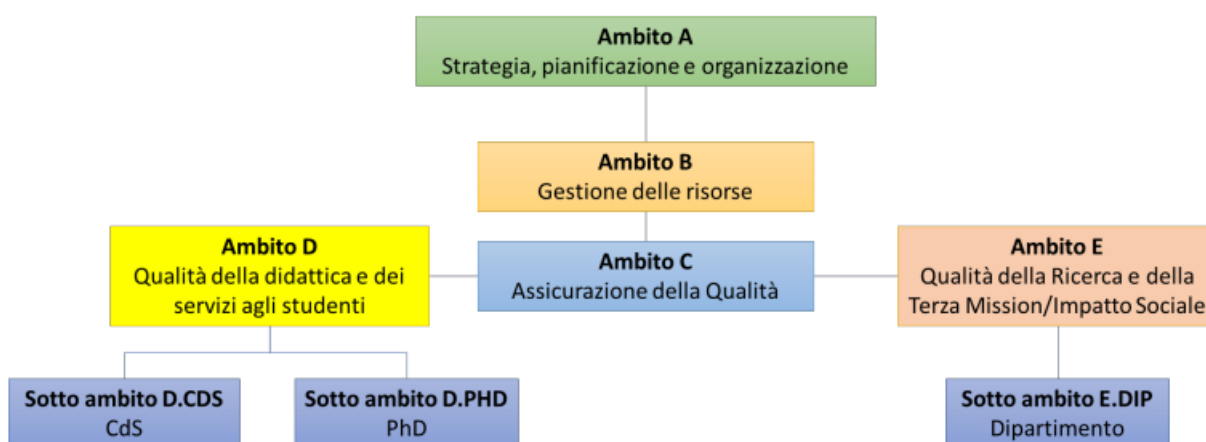 Ambito A
Strategia, pianificazione e organizzazione
Ambito B
Gestione delle risorse
Ambito D
Qualità della didattica e dei
servizi agli studenti
Ambito C
Assicurazione della Qualità
Ambito E
Qualità della Ricerca e della
Terza Mission/Impatto Sociale
Sotto ambito D.CDS
CdS
Sotto ambito D.PHD
PhD
Sotto ambito E.DIP
Dipartimento